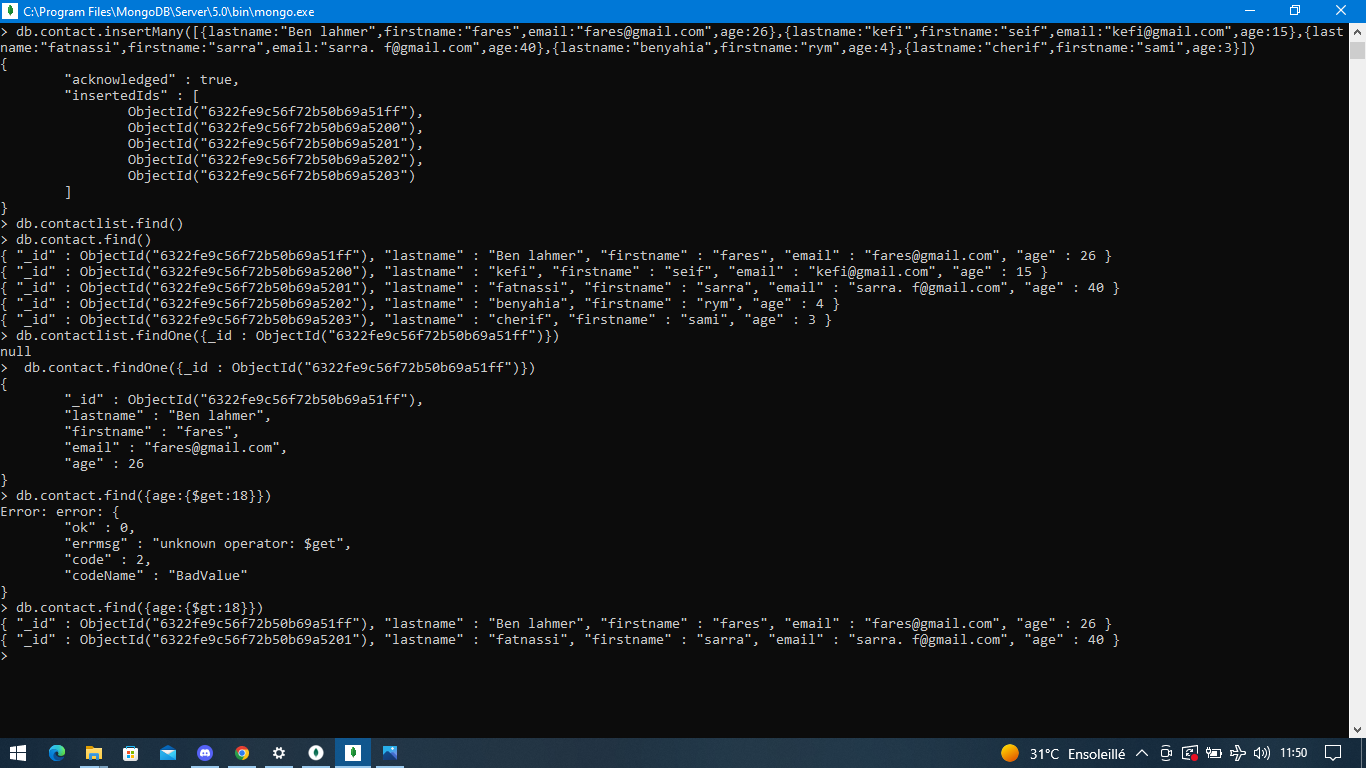 C:\Program Files\MongoDB\Server\5.0\bin\mongo.exe
> db.contact.insertMany([{lastname:"Ben lahmer",firstname:"fares",email:"fares@gmail.com",age:26},{lastname:"kefi",firstname:"seif",email:"kefi@gmail.com",age:15},{last
name:"fatnassi",firstname:"sarra",email:"sarra. f@gmail.com",age:40},{lastname:"benyahia",firstname:"rym",age:4},{lastname:"cherif",firstname:"sami",age:3}])
{
"acknowledged" : true,
"insertedIds" : [
ObjectId("6322fe9c56f72b50b69a51ff"),
ObjectId("6322fe9c56f72b50b69a5200"),
ObjectId("6322fe9c56f72b50b69a5201"),
ObjectId("6322fe9c56f72b50b69a5202"),
ObjectId("6322fe9c56f72b50b69a5203")
]
}
> db.contactlist.find()
> db.contact.find()
{ "_id" : ObjectId("6322fe9c56f72b50b69a51ff"), "lastname" : "Ben lahmer", "firstname" : "fares", "email" : "fares@gmail.com", "age" : 26 }
{ "_id" : ObjectId("6322fe9c56f72b50b69a5200"), "lastname" : "kefi", "firstname" : "seif", "email" : "kefi@gmail.com", "age" : 15 }
{ "_id" : ObjectId("6322fe9c56f72b50b69a5201"), "lastname" : "fatnassi", "firstname" : "sarra", "email" : "sarra. f@gmail.com", "age" : 40 }
{ "_id" : ObjectId("6322fe9c56f72b50b69a5202"), "lastname" : "benyahia", "firstname" : "rym", "age" : 4 }
{ "_id" : ObjectId("6322fe9c56f72b50b69a5203"), "lastname" : "cherif", "firstname" : "sami", "age" : 3 }
> db.contactlist.findOne({_id : ObjectId("6322fe9c56f72b50b69a51ff")})
null
>  db.contact.findOne({_id : ObjectId("6322fe9c56f72b50b69a51ff")})
{
"_id" : ObjectId("6322fe9c56f72b50b69a51ff"),
"lastname" : "Ben lahmer",
"firstname" : "fares",
"email" : "fares@gmail.com",
"age" : 26
}
> db.contact.find({age:{$get:18}})
Error: error: {
"ok" : 0,
"errmsg" : "unknown operator: $get",
"code" : 2,
"codeName" : "BadValue"
}
> db.contact.find({age:{$gt:18}})
{ "_id" : ObjectId("6322fe9c56f72b50b69a51ff"), "lastname" : "Ben lahmer", "firstname" : "fares", "email" : "fares@gmail.com", "age" : 26 }
{ "_id" : ObjectId("6322fe9c56f72b50b69a5201"), "lastname" : "fatnassi", "firstname" : "sarra", "email" : "sarra. f@gmail.com", "age" : 40 }
>
31°C Ensoleillé 11:50